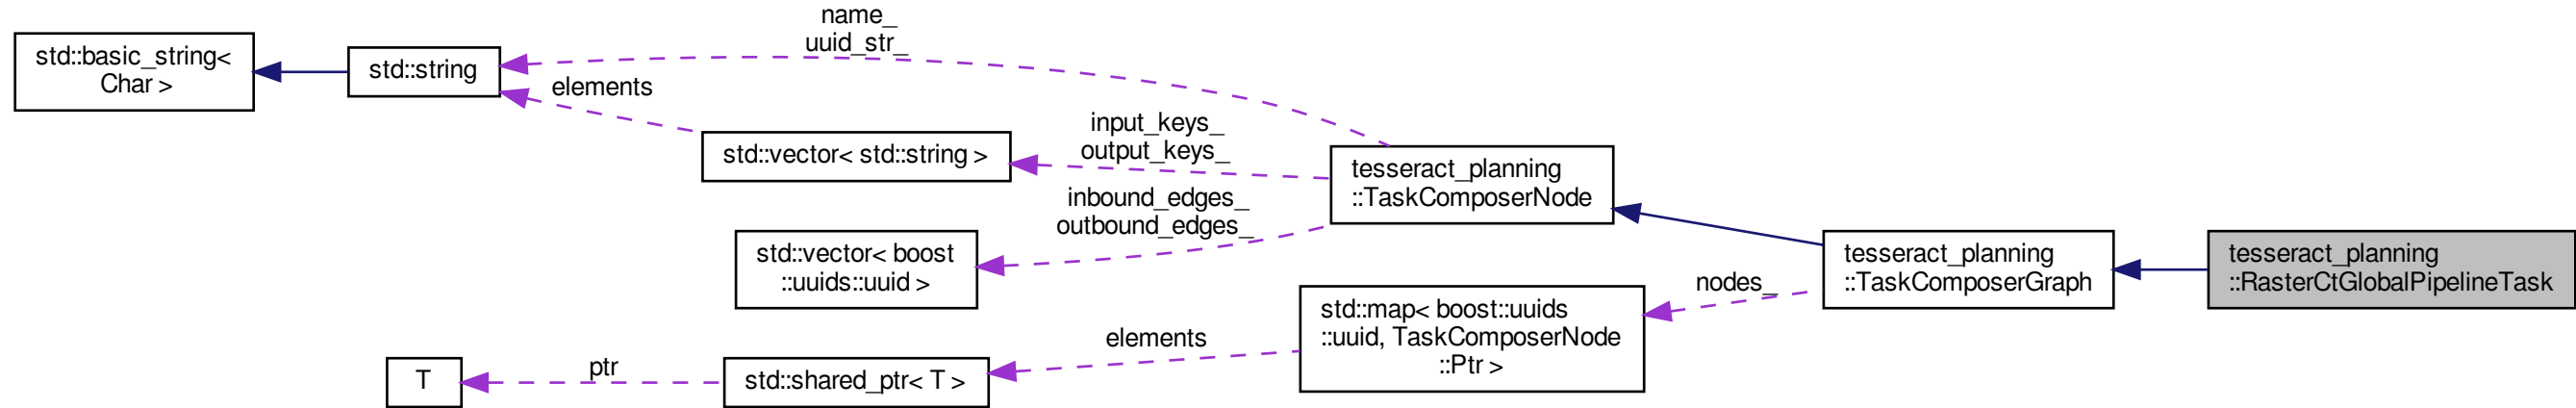 name_
uuid_str_
std::basic_string<
Char >
std::string
elements
std::vector< std::string >
input_keys_
output_keys_
tesseract_planning
::TaskComposerNode
inbound_edges_
outbound_edges_
std::vector< boost
::uuids::uuid >
tesseract_planning
::TaskComposerGraph
tesseract_planning
::RasterCtGlobalPipelineTask
nodes_
std::map< boost::uuids
::uuid, TaskComposerNode
::Ptr >
elements
std::shared_ptr< T >
ptr
T